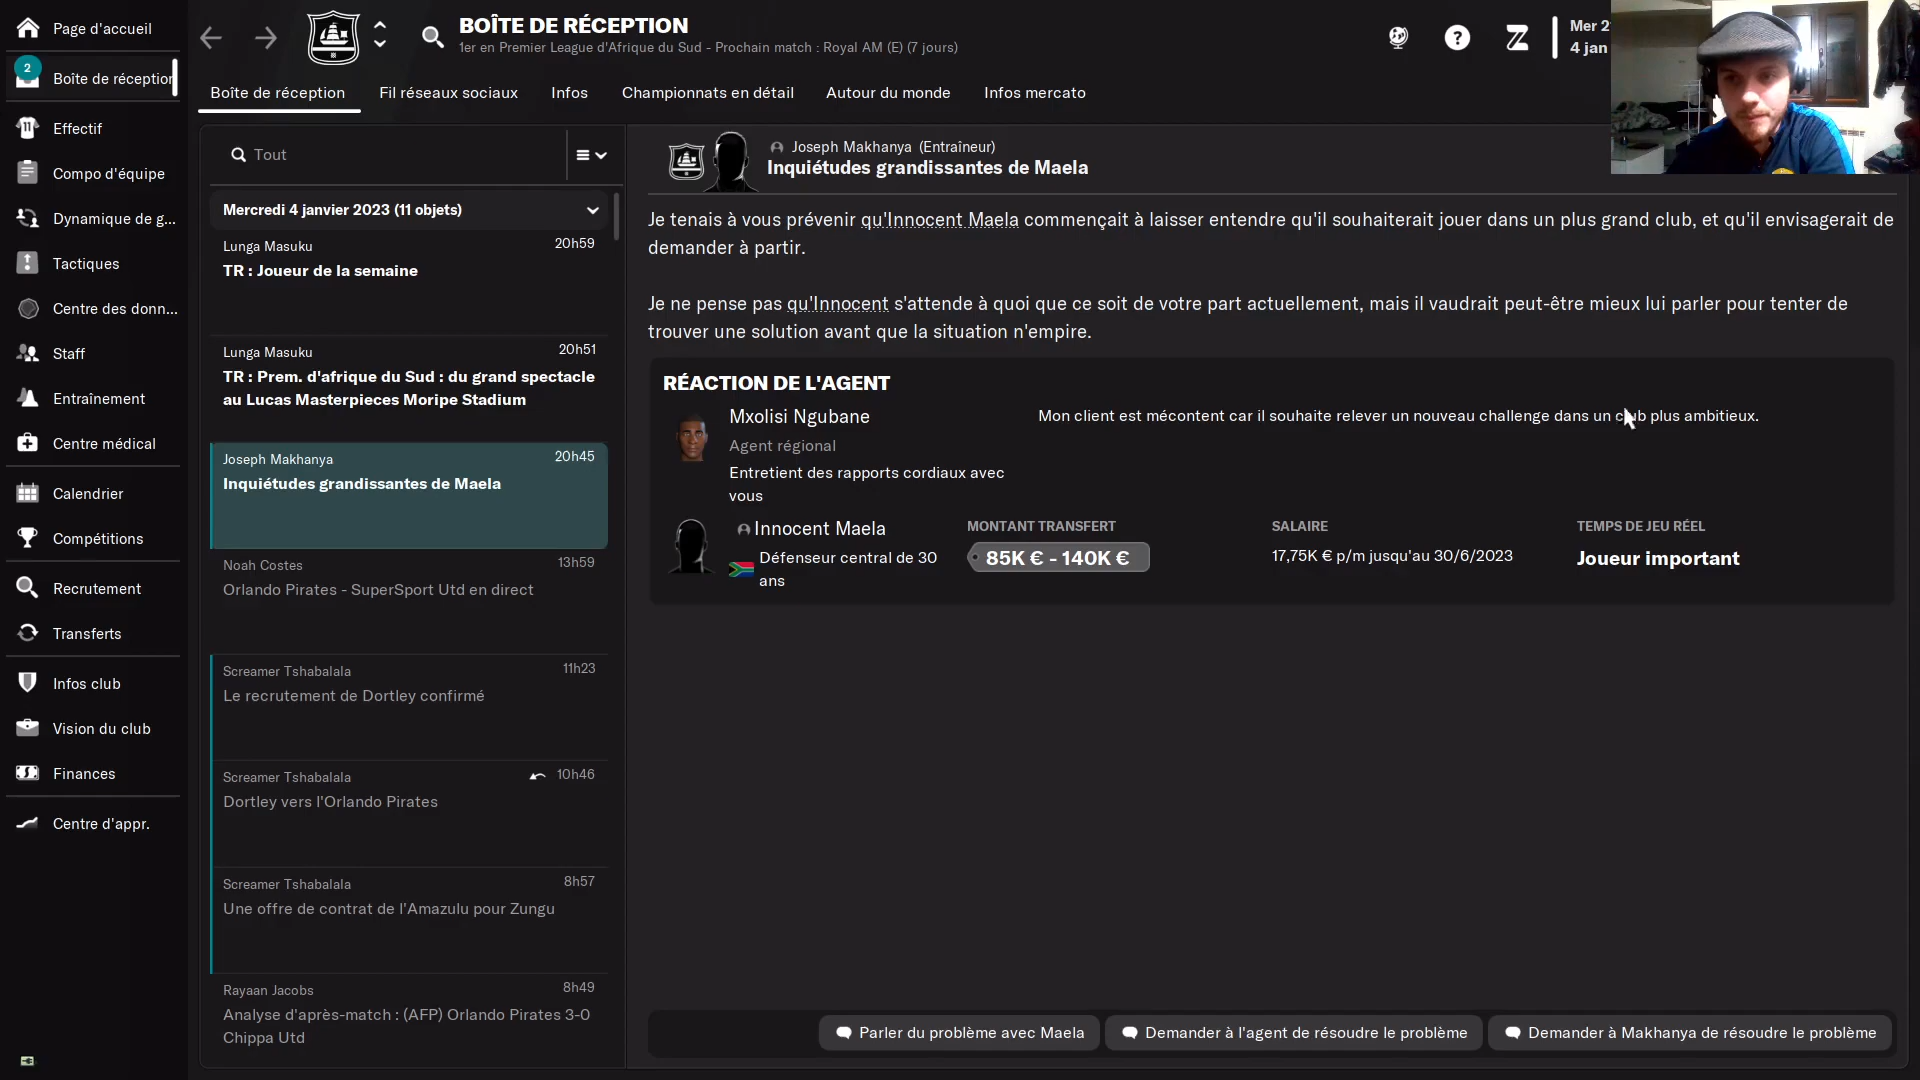 Page d'accueil
2
Boîte de réception
11
Effectif
Compo d'équipe
Dynamique de g...
Tactiques
Centre des donn...
Staff
Entraînement
Centre médical
Calendrier
Compétitions
Recrutement
Transferts
Infos club
Vision du club
Finances
Centre d'appr.
BOÎTE DE RÉCEPTION
1er en Premier League d'Afrique du Sud - Prochain match : Royal AM (E) (7 jours)
?
Mer 2
4 jan
Boîte de réception
Fil réseaux sociaux
Infos
Championnats en détail
Autour du monde
Infos mercato
Tout
Mercredi 4 janvier 2023 (11 objets)
Lunga Masuku 20h59
TR : Joueur de la semaine
Lunga Masuku 20h51
TR : Prem. d'afrique du Sud : du grand spectacle
au Lucas Masterpieces Moripe Stadium
Joseph Makhanya 20h45
Inquiétudes grandissantes de Maela
Noah Costes 13h59
Orlando Pirates - SuperSport Utd en direct
Screamer Tshabalala 11h23
Le recrutement de Dortley confirmé
Screamer Tshabalala 10h46
Dortley vers l'Orlando Pirates
Screamer Tshabalala 8h57
Une offre de contrat de l'Amazulu pour Zungu
Rayaan Jacobs 8h49
Analyse d'après-match : (AFP) Orlando Pirates 3-0
Chippa Utd
Joseph Makhanya (Entraîneur)
Inquiétudes grandissantes de Maela
Je tenais à vous prévenir qu'Innocent Maela commençait à laisser entendre qu'il souhaiterait jouer dans un plus grand club, et qu'il envisagerait de
demander à partir.
Je ne pense pas qu'Innocent s'attende à quoi que ce soit de votre part actuellement, mais il vaudrait peut-être mieux lui parler pour tenter de
trouver une solution avant que la situation n'empire.
RÉACTION DE L'AGENT
Mxolisi Ngubane
Agent régional
Entretient des rapports cordiaux avec
vous
Mon client est mécontent car il souhaite relever un nouveau challenge dans un club plus ambitieux.
Innocent Maela
Défenseur central de 30
ans
MONTANT TRANSFERT
85K € - 140K €
SALAIRE
17,75K € p/m jusqu'au 30/6/2023
TEMPS DE JEU RÉEL
Joueur important
Parler du problème avec Maela
Demander à l'agent de résoudre le problème
Demander à Makhanya de résoudre le problème